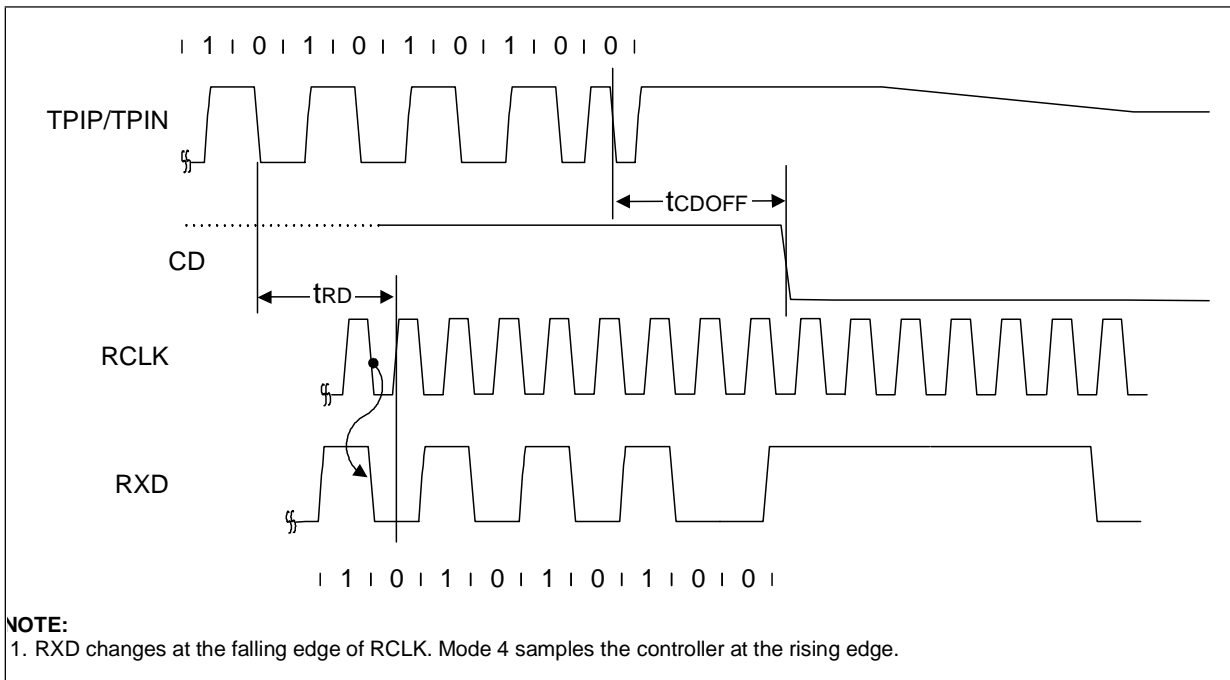 1 0 1 0 1 0 1 0 0
TPIP/TPIN
tCDOFF
CD
tRD
RCLK
RXD
1 0 1 0 1 0 1 0 0
NOTE:
1. RXD changes at the falling edge of RCLK. Mode 4 samples the controller at the rising edge.